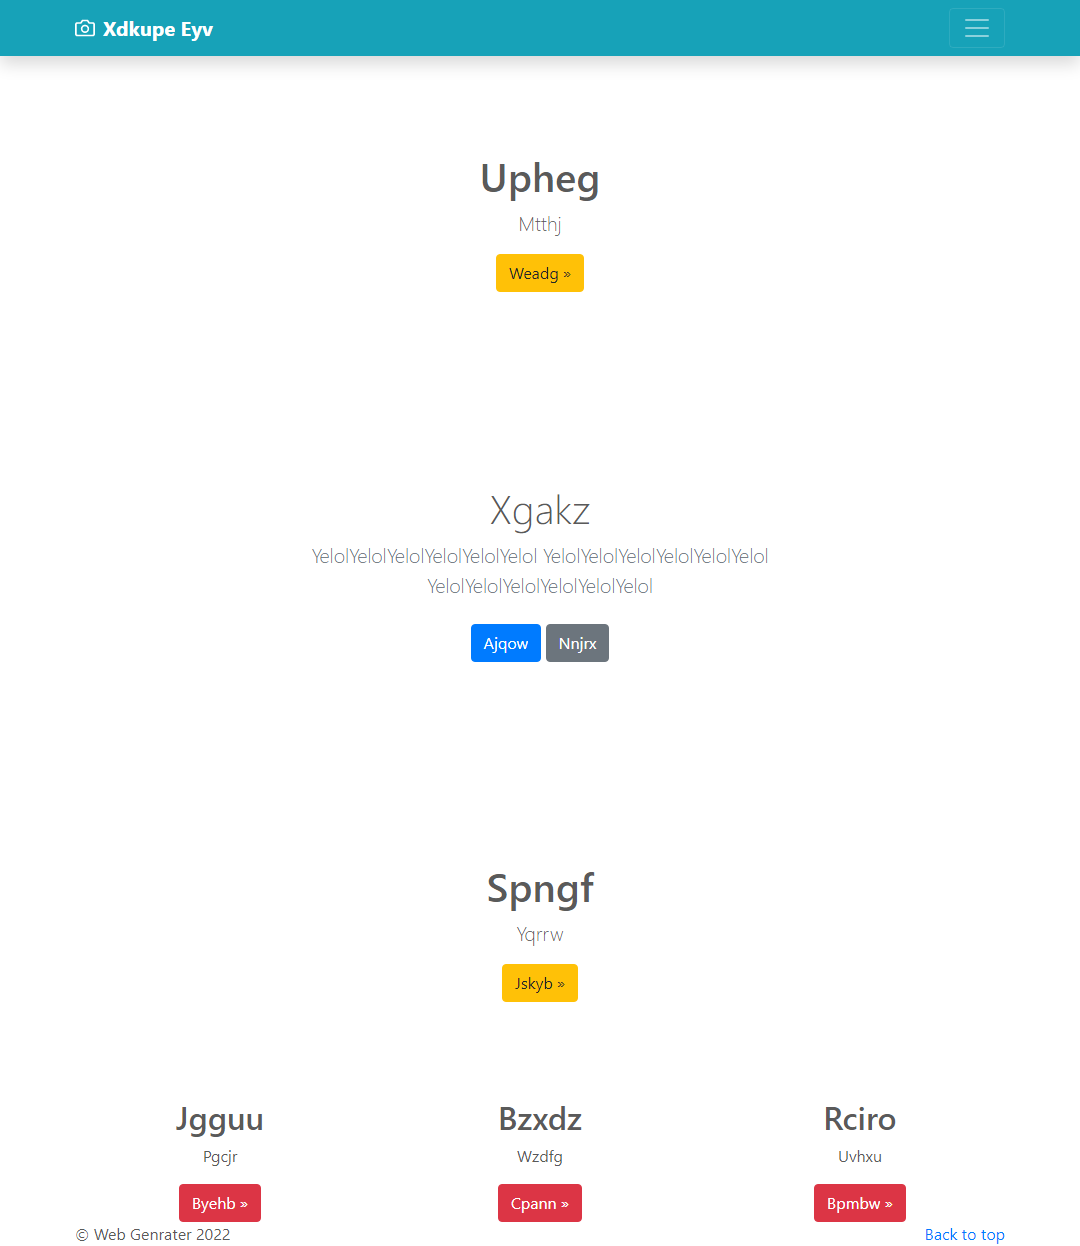 Xdkupe Eyv
Upheg
Mtthj
Weadg »
Xgakz
YelolYelolYelolYelolYelolYelol YelolYelolYelolYelolYelolYelol
YelolYelolYelolYelolYelolYelol
Ajqow Nnjrx
Spngf
Yqrrw
Jskyb »
Jgguu Bzxdz Rciro
Pgcjr Wzdfg Uvhxu
Byehb » Cpann » Bpmbw »
© Web Genrater 2022 Back to top